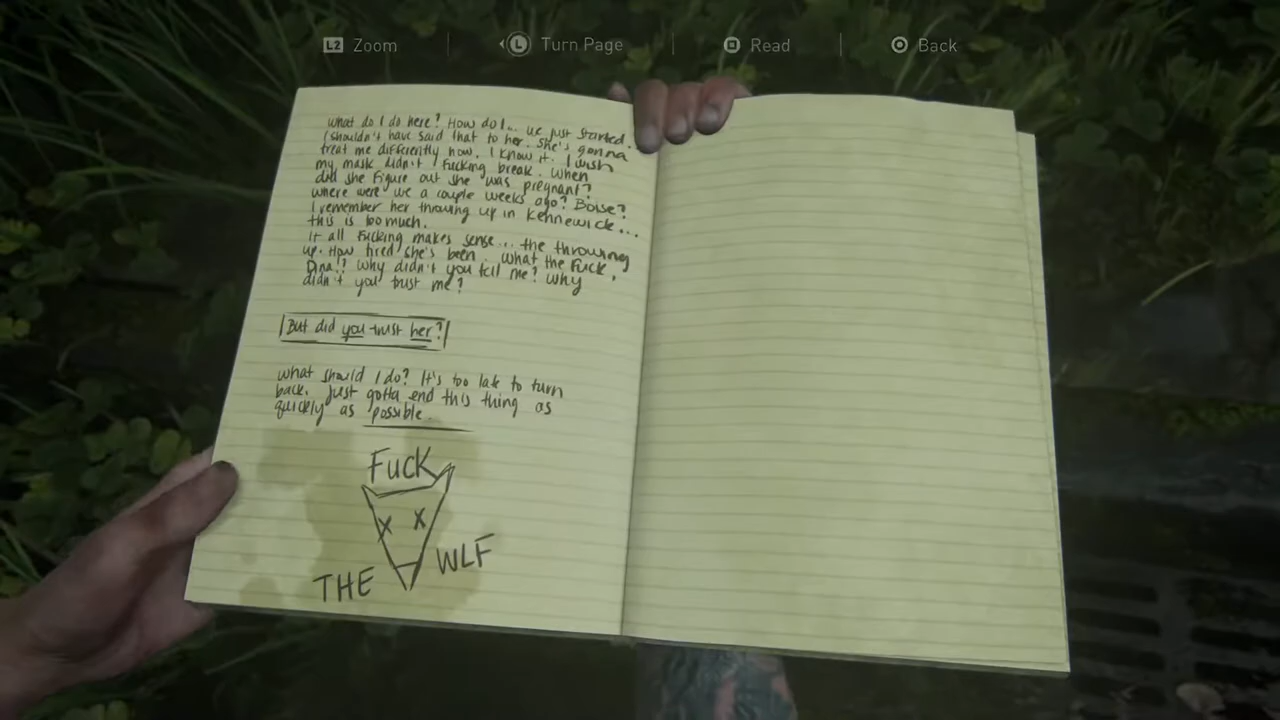 L2 Zoom
L Turn Page
Read
Back
What do I do here? How do I... we just started.
I shouldn't have said that to her. She's gonna
treat me differently now. I know it. I wish
my mask didn't fucking break. When
did she figure out she was pregnant?
Where were we a couple weeks ago? Boise?
I remember her throwing up in Kennewick...
this is too much.
It all fucking makes sense... the throwing
up. How tired she's been. What the fuck,
Dina!? Why didn't you tell me? Why
didn't you trust me?
But did you trust her?
What should I do? It's too late to turn
back. Just gotta end this thing as
quickly as possible.
FucK
THE
WLF